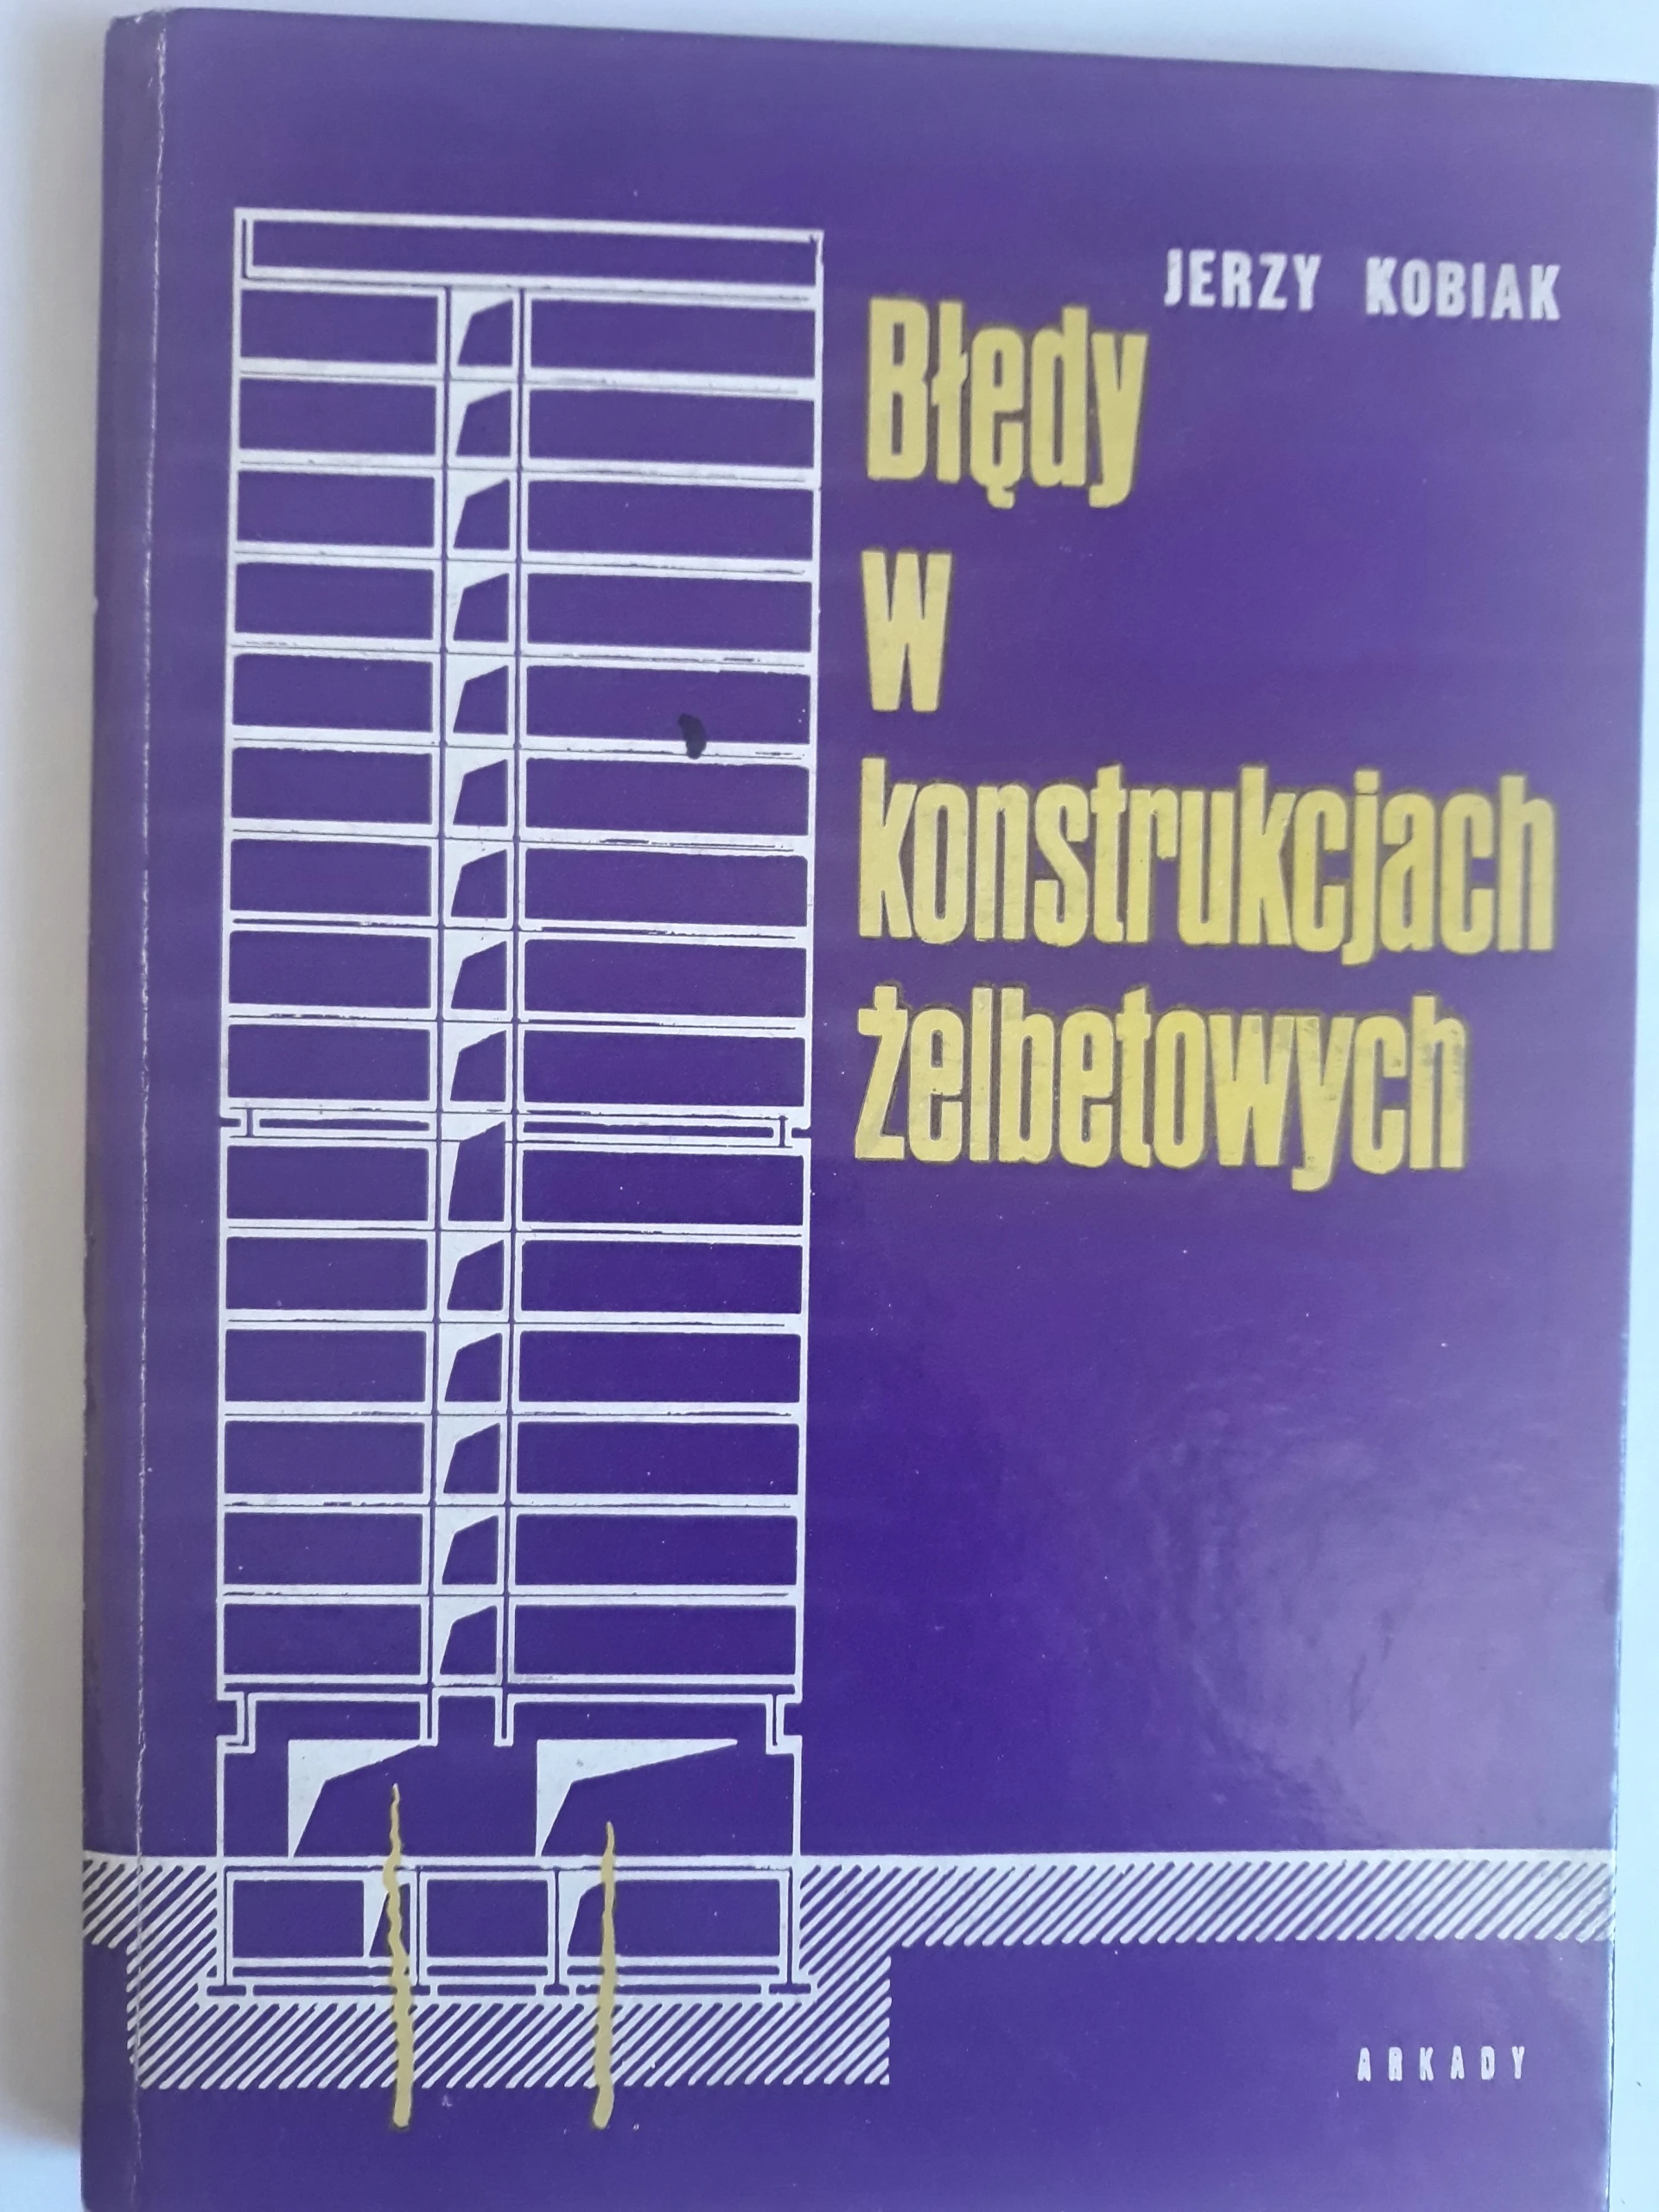 JERZY KOBIAK
Błędy
w
konstrukcjach
żelbetowych
ARKADY